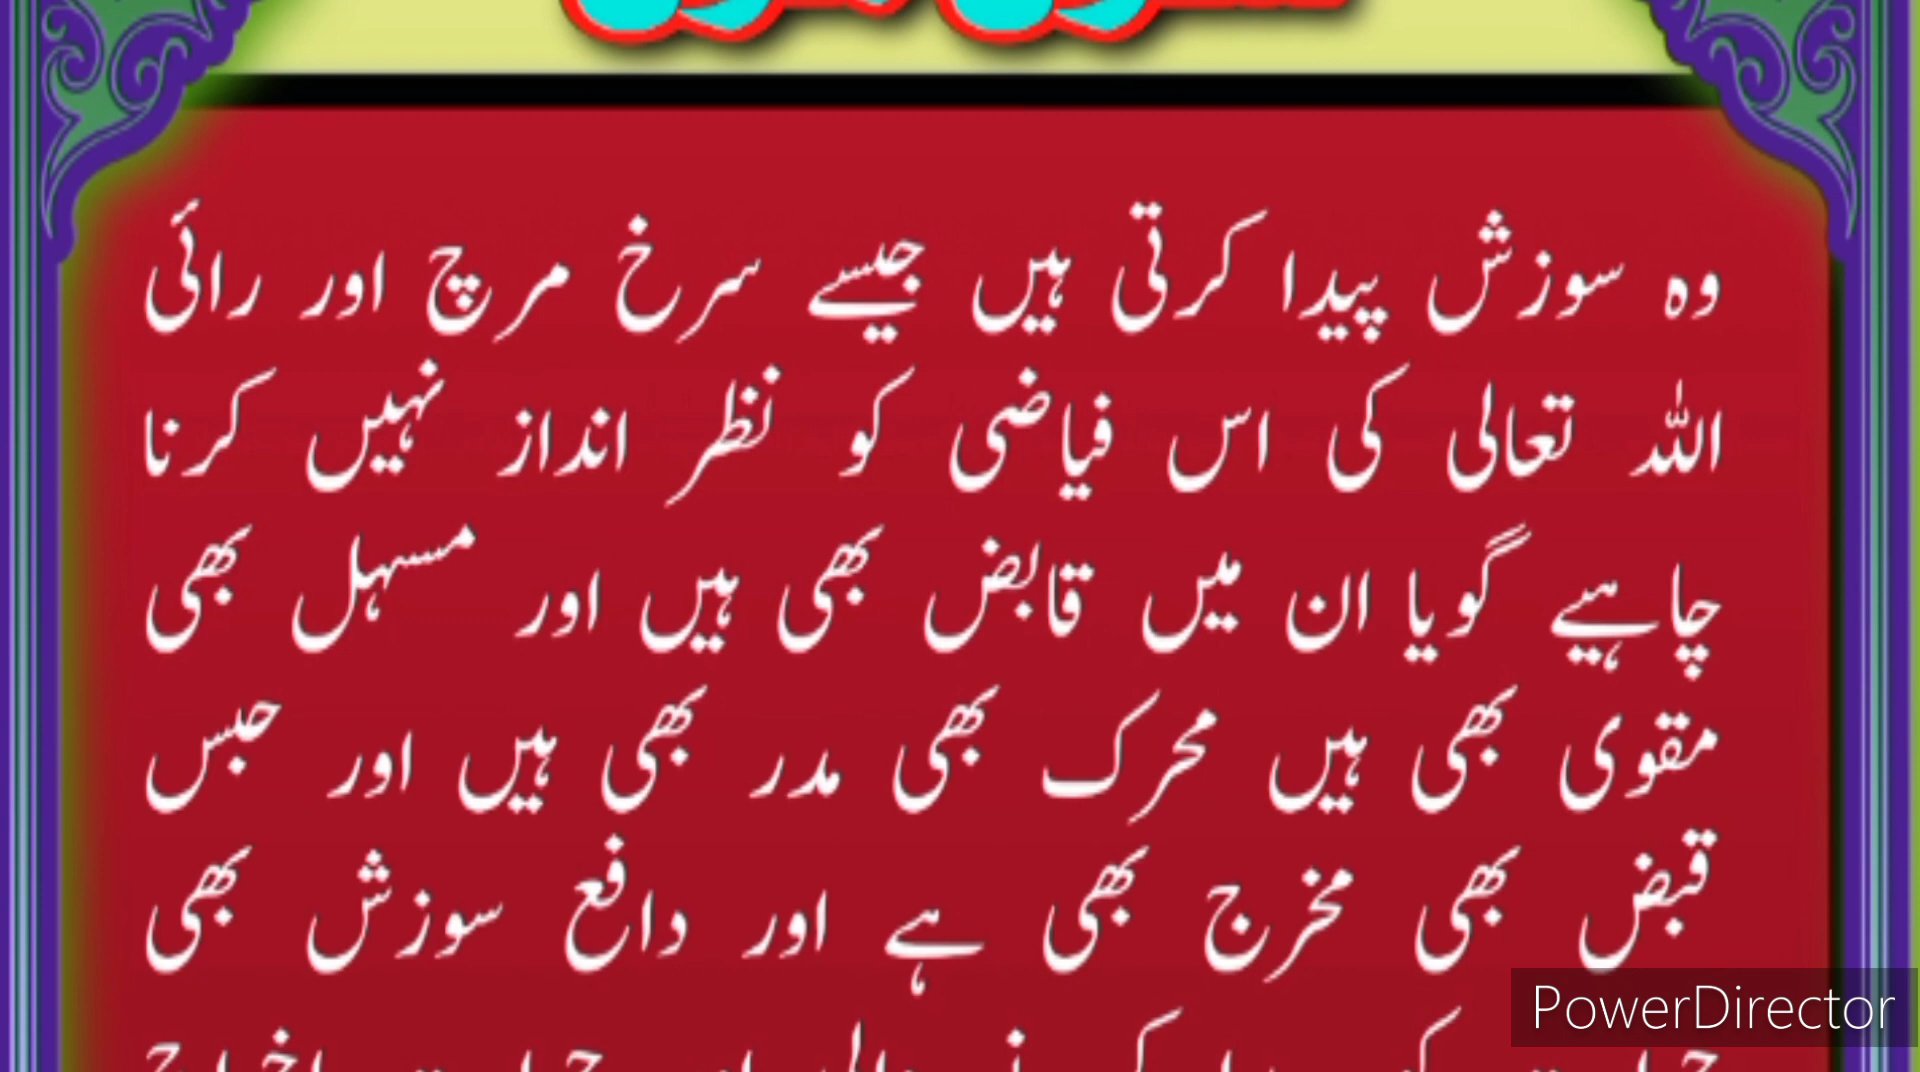 وہ سوزش پیدا کرتی ہیں جیسے سرخ مرچ اور رائی
اللہ تعالی کی اس فیاضی کو نظر انداز نہیں کرنا
چاہیے گویا ان میں قابض بھی ہیں اور مسہل بھی
مقوی بھی ہیں محرک بھی مدر بھی ہیں اور حبس
قبض بھی مخرج بھی ہے اور دافع سوزش بھی
PowerDirector